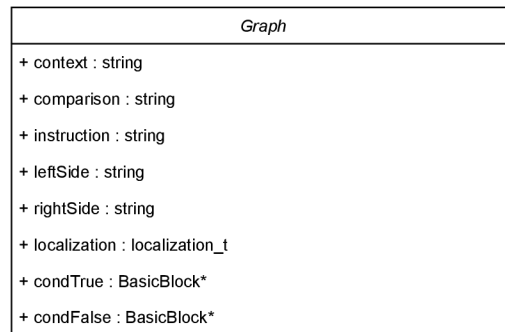 Graph
+ context : string
+ comparison : string
+ instruction : string
+ leftSide : string
+ rightSide : string
+ localization : localization_t
+ condTrue : BasicBlock*
+ condFalse : BasicBlock*